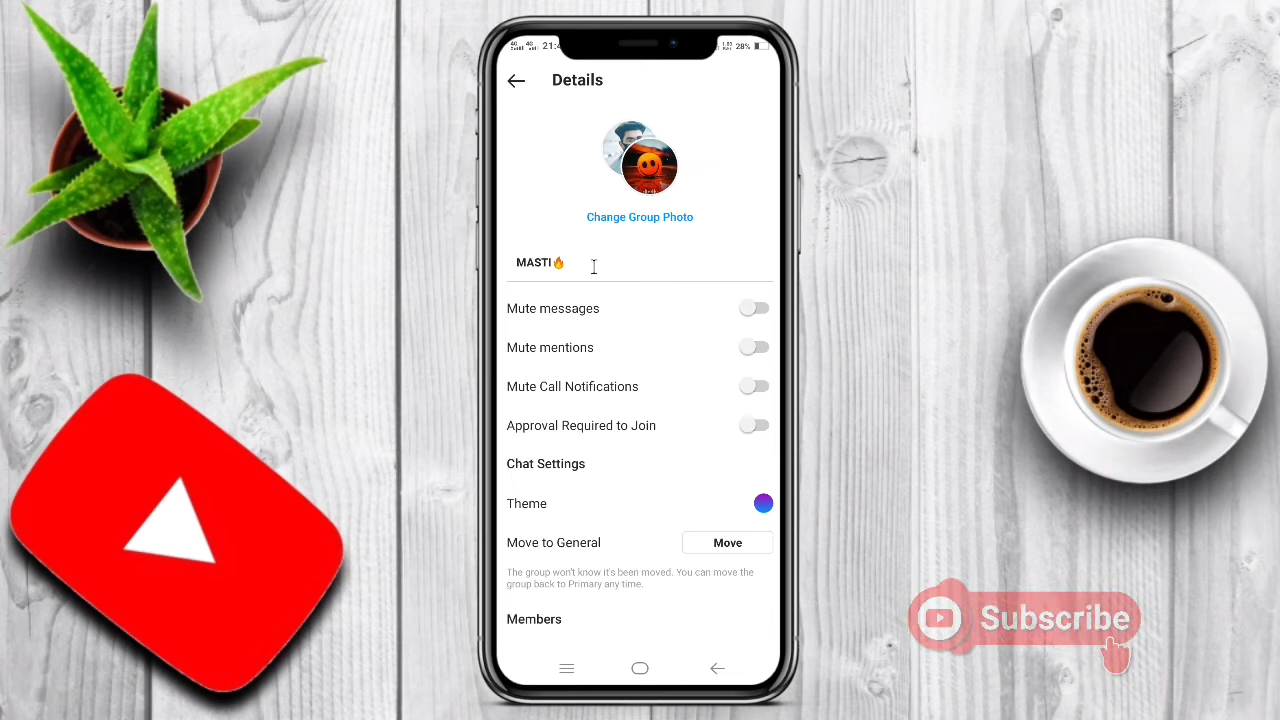 21:
28%
Details
Change Group Photo
MASTI🔥
Mute messages
Mute mentions
Mute Call Notifications
Approval Required to Join
Chat Settings
Theme
Move to General
Move
The group won't know it's been moved. You can move the
group back to Primary any time.
Members
Subscribe